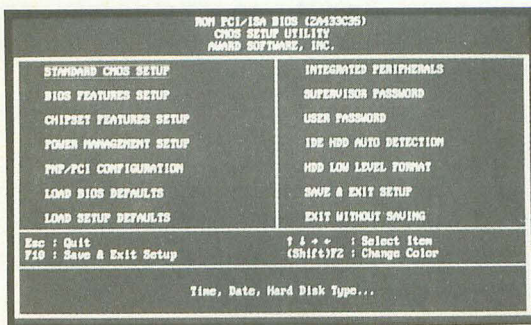 ROM PCI/ISA BIOS (2A433C35)
CMOS SETUP UTILITY
AWARD SOFTWARE, INC.
STANDARD CMOS SETUP
BIOS FEATURES SETUP
CHIPSET FEATURES SETUP
POWER MANAGEMENT SETUP
PNP/PCI CONFIGURATION
LOAD BIOS DEFAULTS
LOAD SETUP DEFAULTS
INTEGRATED PERIPHERALS
SUPERVISOR PASSWORD
USER PASSWORD
IDE HDD AUTO DETECTION
HDD LOW LEVEL FORMAT
SAVE & EXIT SETUP
EXIT WITHOUT SAVING
Esc : Quit
F10 : Save & Exit Setup
↑ ↓ → ← : Select Item
(Shift)F2 : Change Color
Time, Date, Hard Disk Type...